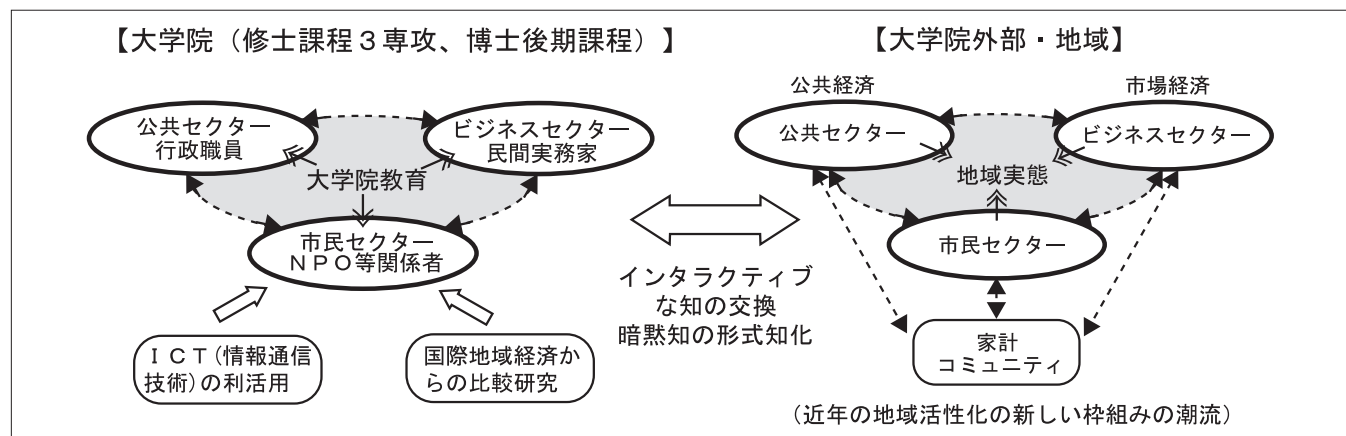 【大学院（修士課程３専攻、博士後期課程）】
公共セクター
行政職員
ビジネスセクター
民間実務家
大学院教育
市民セクター
ＮＰＯ等関係者
ＩＣＴ(情報通信
技術)の利活用
国際地域経済か
らの比較研究
インタラクティブ
な知の交換
暗黙知の形式知化
【大学院外部・地域】
公共経済
市場経済
公共セクター
ビジネスセクター
地域実態
市民セクター
家計
コミュニティ
（近年の地域活性化の新しい枠組みの潮流）